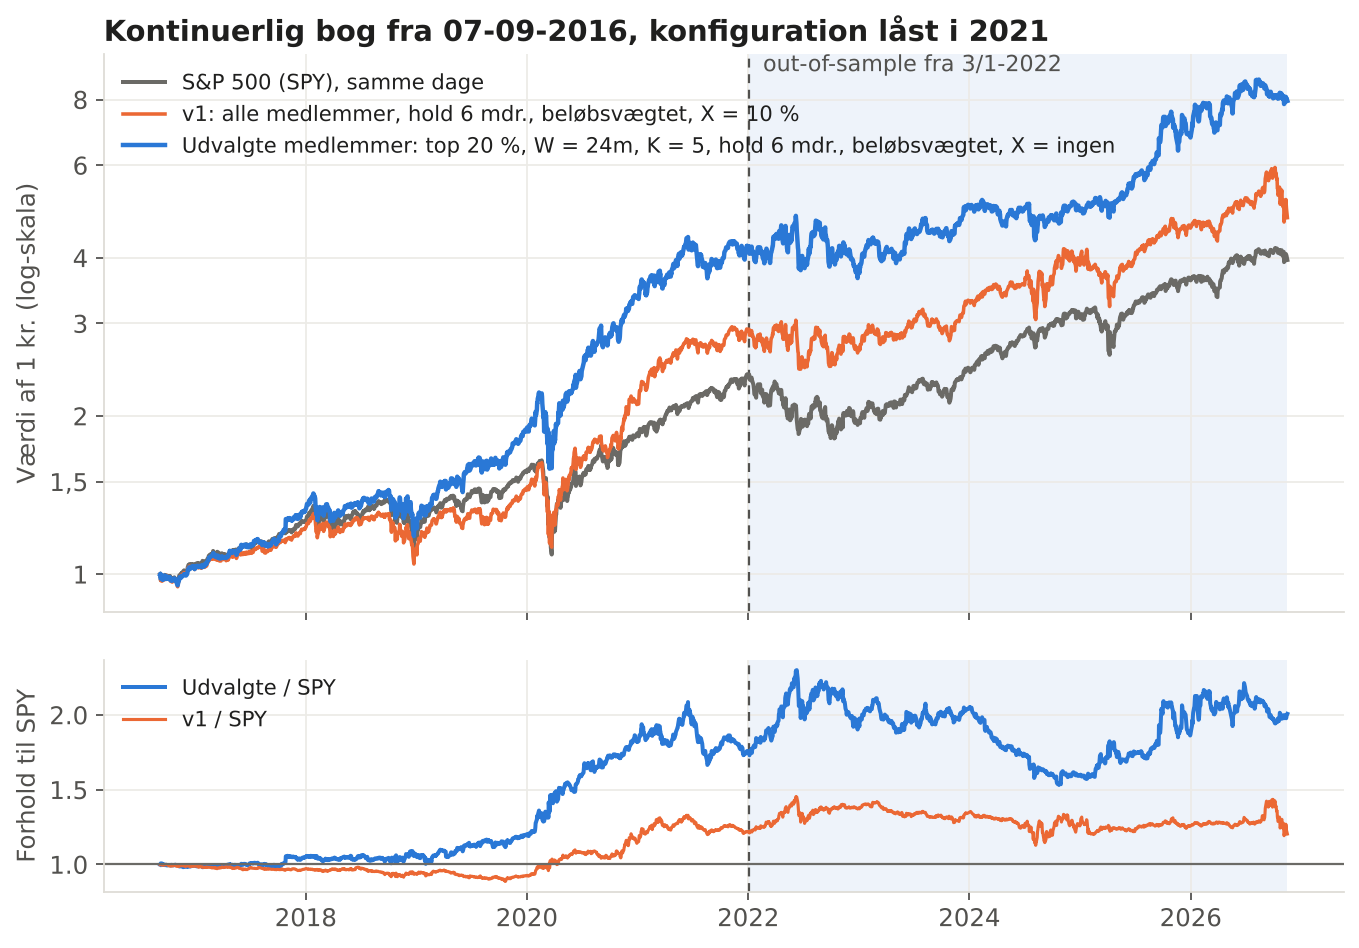 Kontinuerlig bog fra 07-09-2016, konfiguration låst i 2021
out-of-sample fra 3/1-2022
S&P 500 (SPY), samme dage
v1: alle medlemmer, hold 6 mdr., beløbsvægtet, X = 10 %
Udvalgte medlemmer: top 20 %, W = 24m, K = 5, hold 6 mdr., beløbsvægtet, X = ingen
Værdi af 1 kr. (log-skala)
8
6
4
3
2
1,5
1
Udvalgte / SPY
v1 / SPY
Forhold til SPY
2.0
1.5
1.0
2018
2020
2022
2024
2026